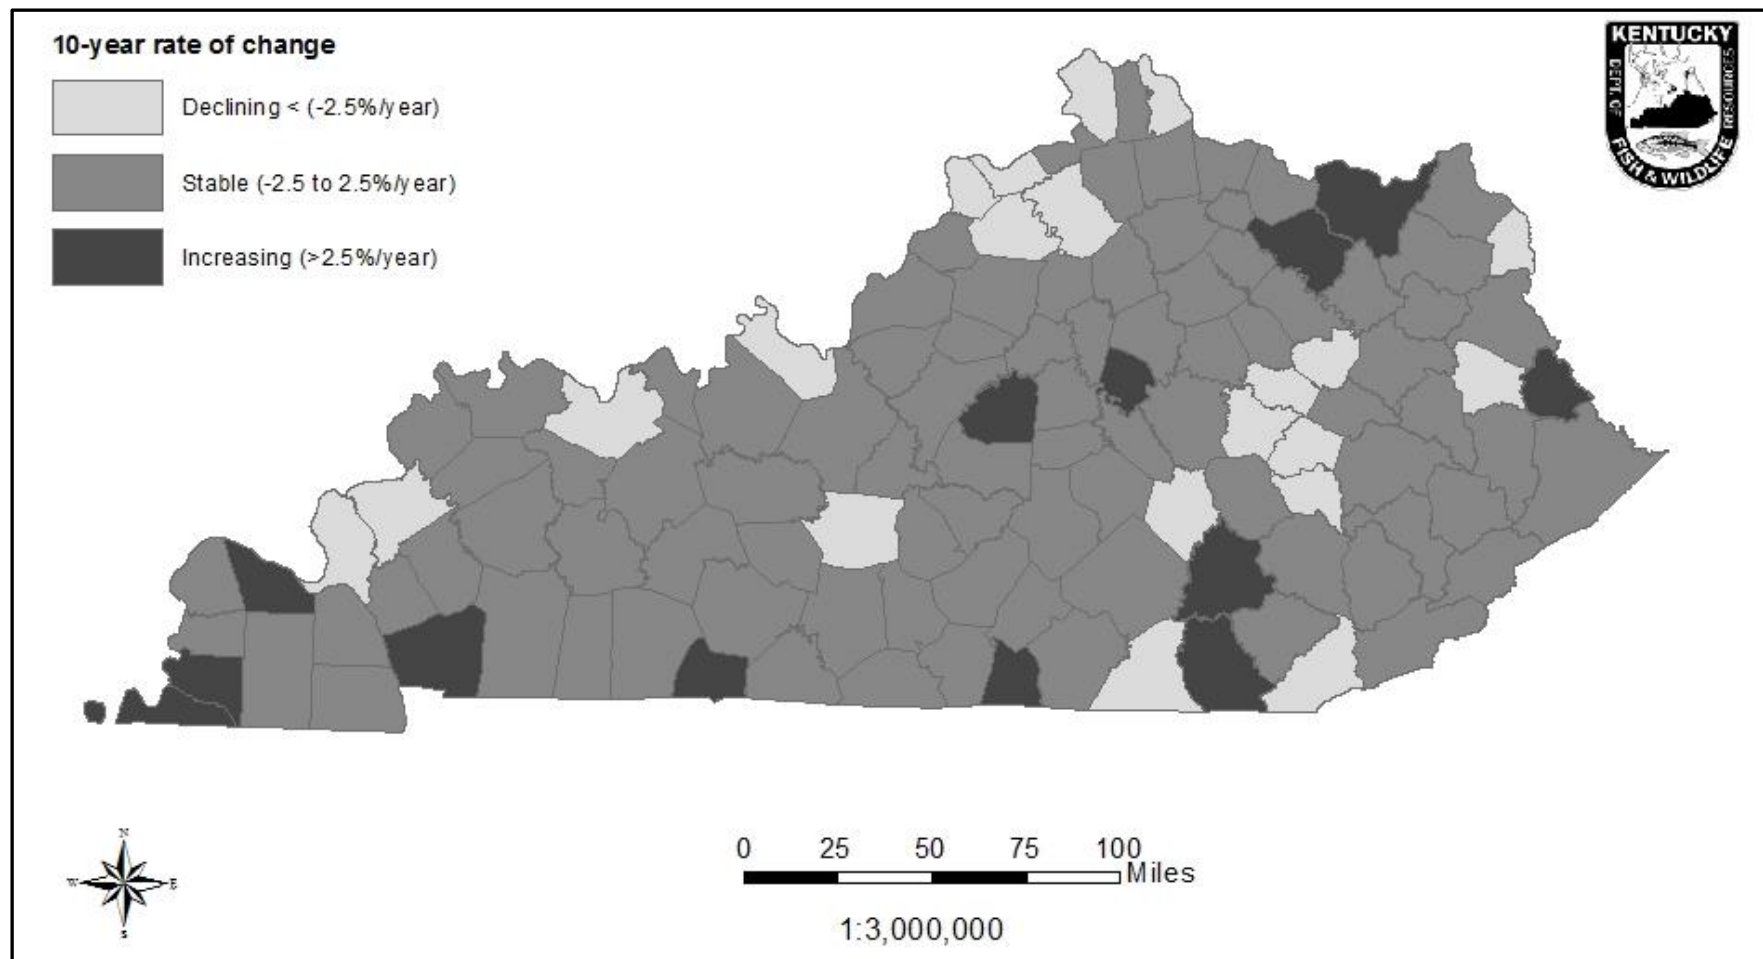 10-year rate of change
Declining < (-2.5%/year)
Stable (-2.5 to 2.5%/year)
Increasing (>2.5%/year)
KENTUCKY
DEPT. OF
RESOURCES
FISH & WILDLIFE
N
W
E
S
0 25 50 75 100
Miles
1:3,000,000